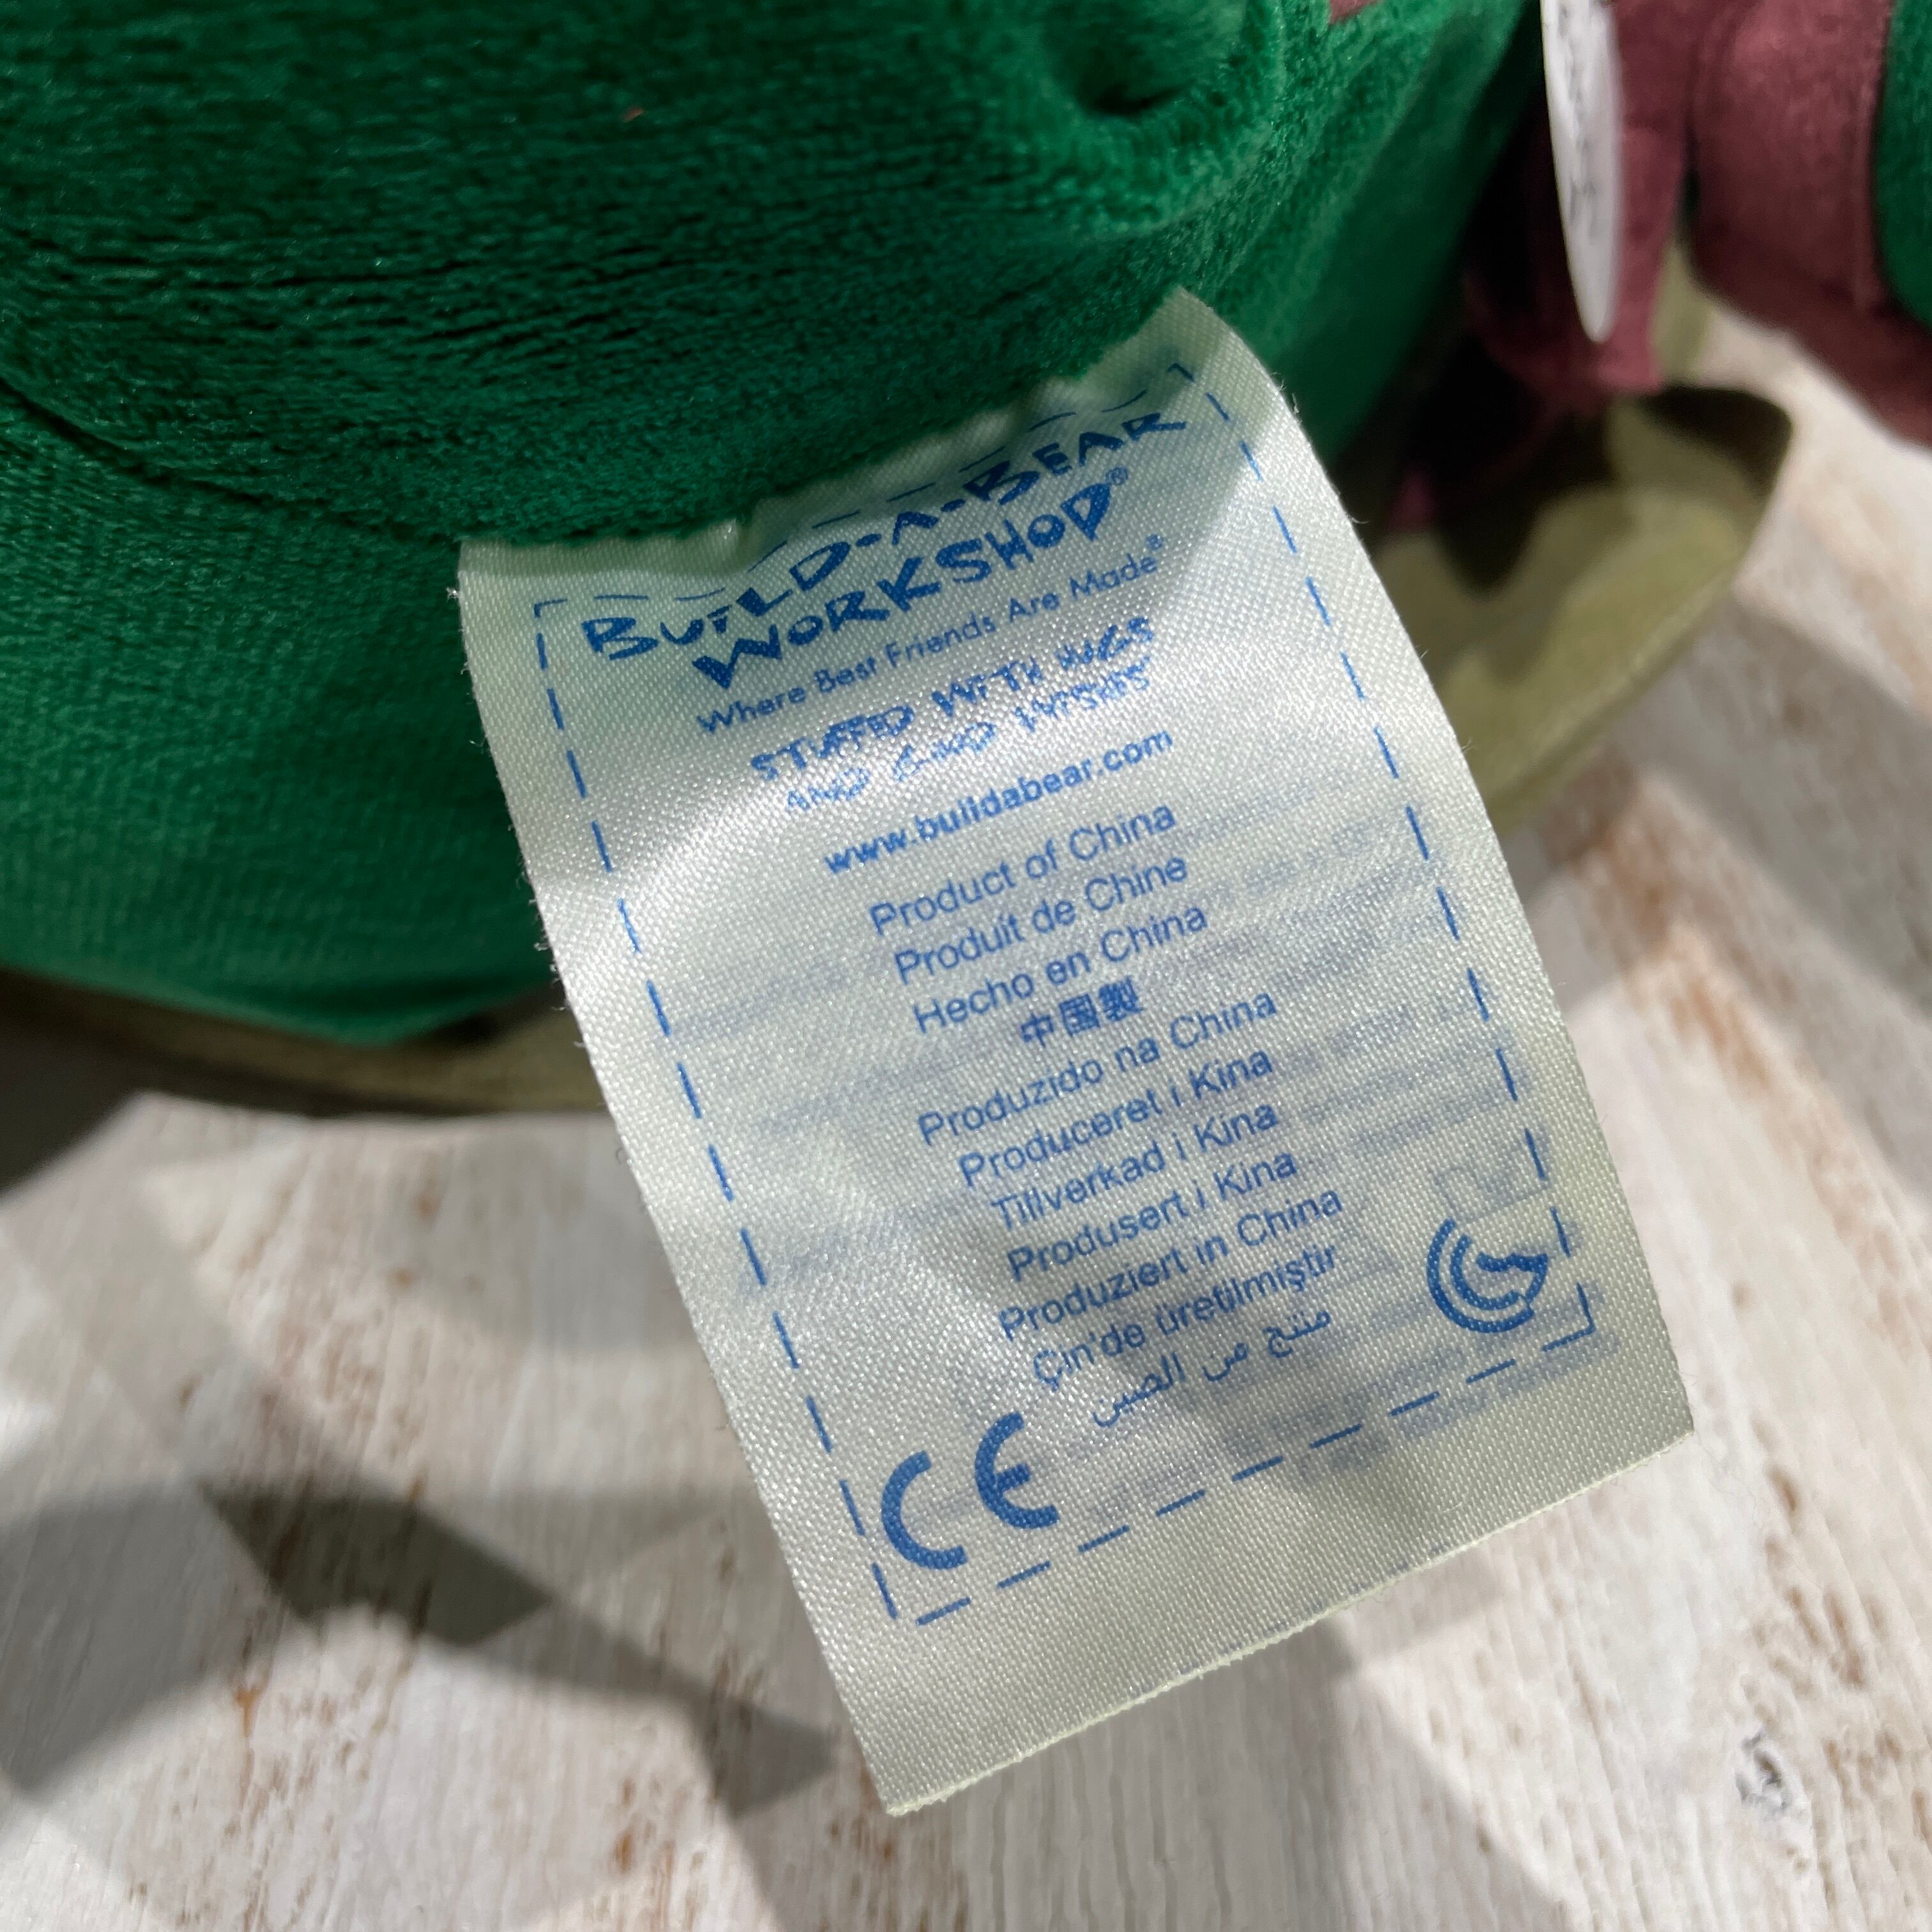 BUILD-A-BEAR
WORKSHOP®
Where Best Friends Are Made®
STUFFED WITH HUGS
AND GOOD WISHES
www.buildabear.com
Product of China
Produit de Chine
Hecho en China
中国製
Produzido na China
Produceret i Kina
Tillverkad i Kina
Produsert i Kina
Produziert in China
Çin'de üretilmiştir
منتج من الصين
CE